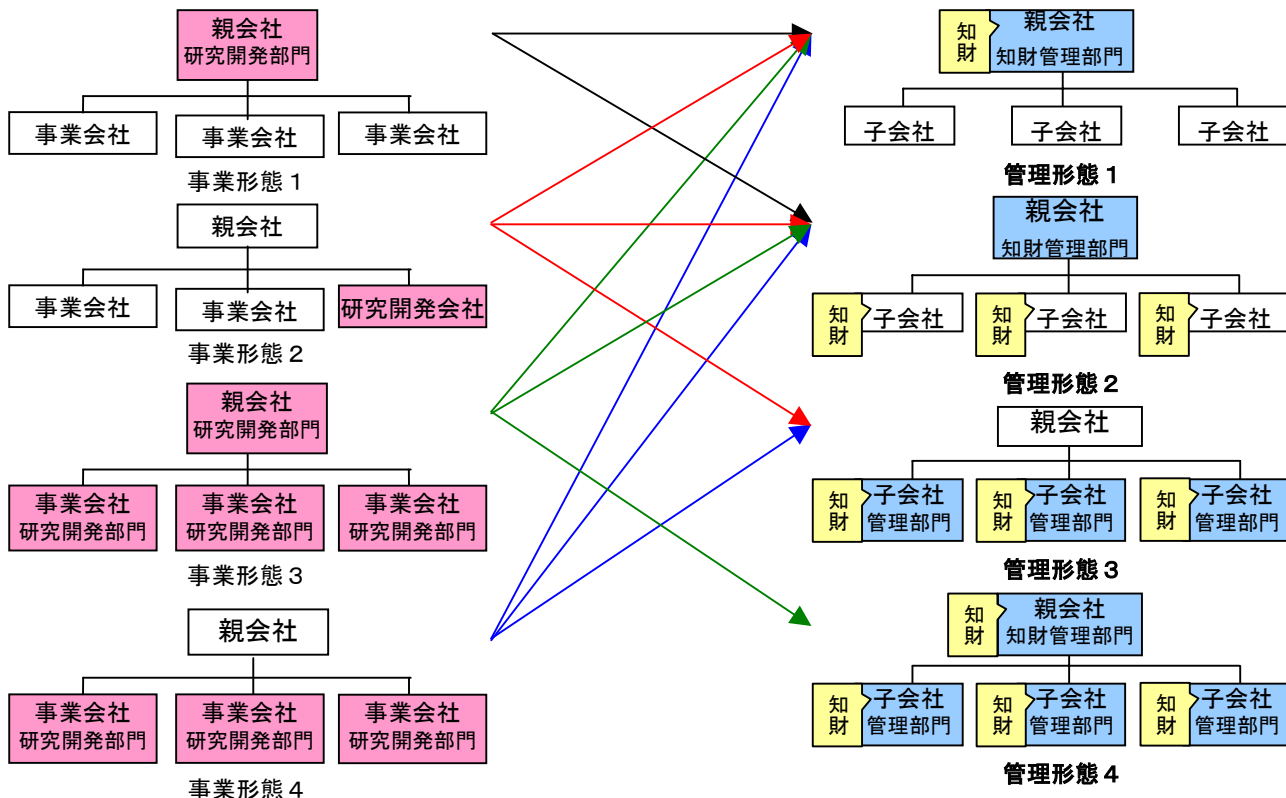 親会社
研究開発部門
事業会社
事業会社
事業会社
事業形態1
親会社
事業会社
事業会社
研究開発会社
事業形態2
親会社
研究開発部門
事業会社
研究開発部門
事業会社
研究開発部門
事業会社
研究開発部門
事業形態3
親会社
事業会社
研究開発部門
事業会社
研究開発部門
事業会社
研究開発部門
事業形態4
知
財
親会社
知財管理部門
子会社
子会社
子会社
管理形態1
親会社
知財管理部門
知
財
子会社
知
財
子会社
知
財
子会社
管理形態2
親会社
知
財
子会社
管理部門
知
財
子会社
管理部門
知
財
子会社
管理部門
管理形態3
知
財
親会社
知財管理部門
知
財
子会社
管理部門
知
財
子会社
管理部門
知
財
子会社
管理部門
管理形態4